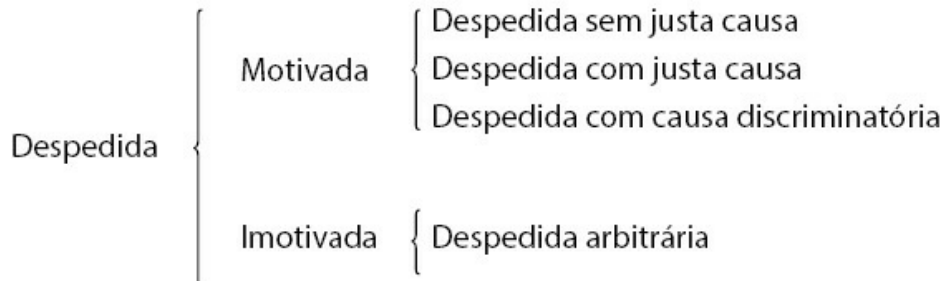 Despedida
Motivada
Despedida sem justa causa
Despedida com justa causa
Despedida com causa discriminatória
Imotivada
Despedida arbitrária